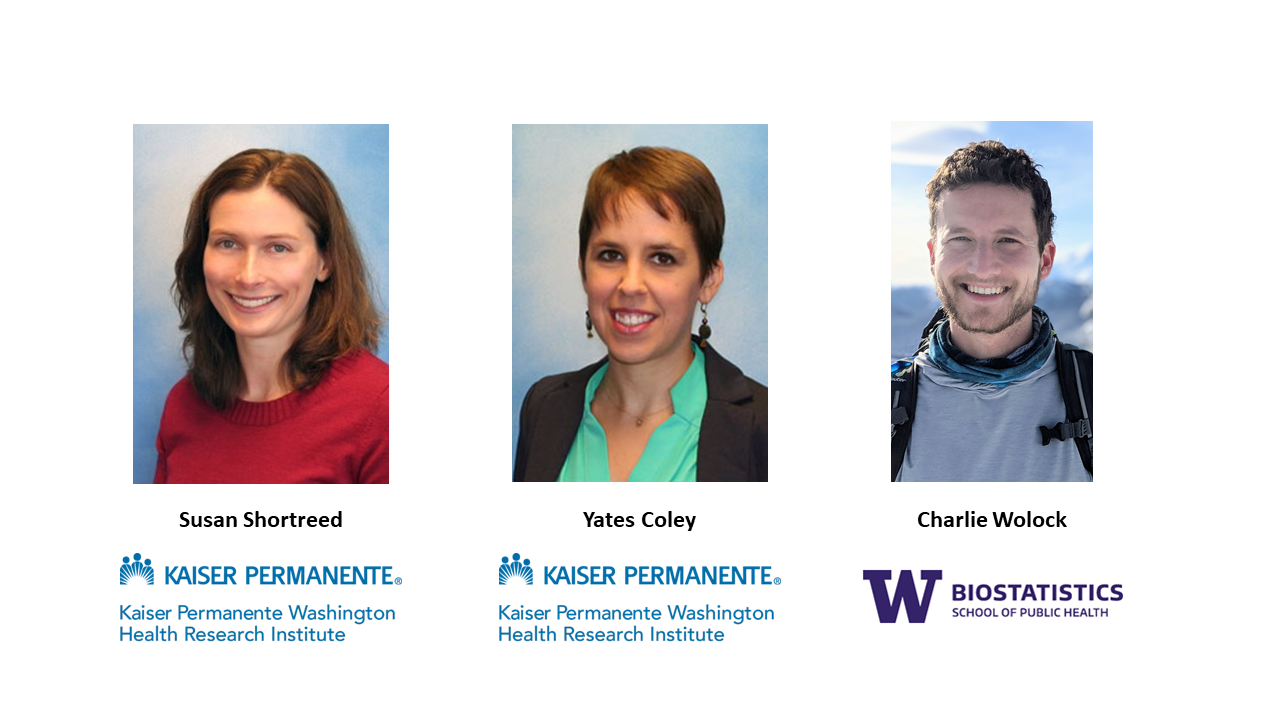 Susan Shortreed
KAISER PERMANENTE®
Kaiser Permanente Washington
Health Research Institute
Yates Coley
KAISER PERMANENTE®
Kaiser Permanente Washington
Health Research Institute
Charlie Wolock
W BIOSTATISTICS
SCHOOL OF PUBLIC HEALTH